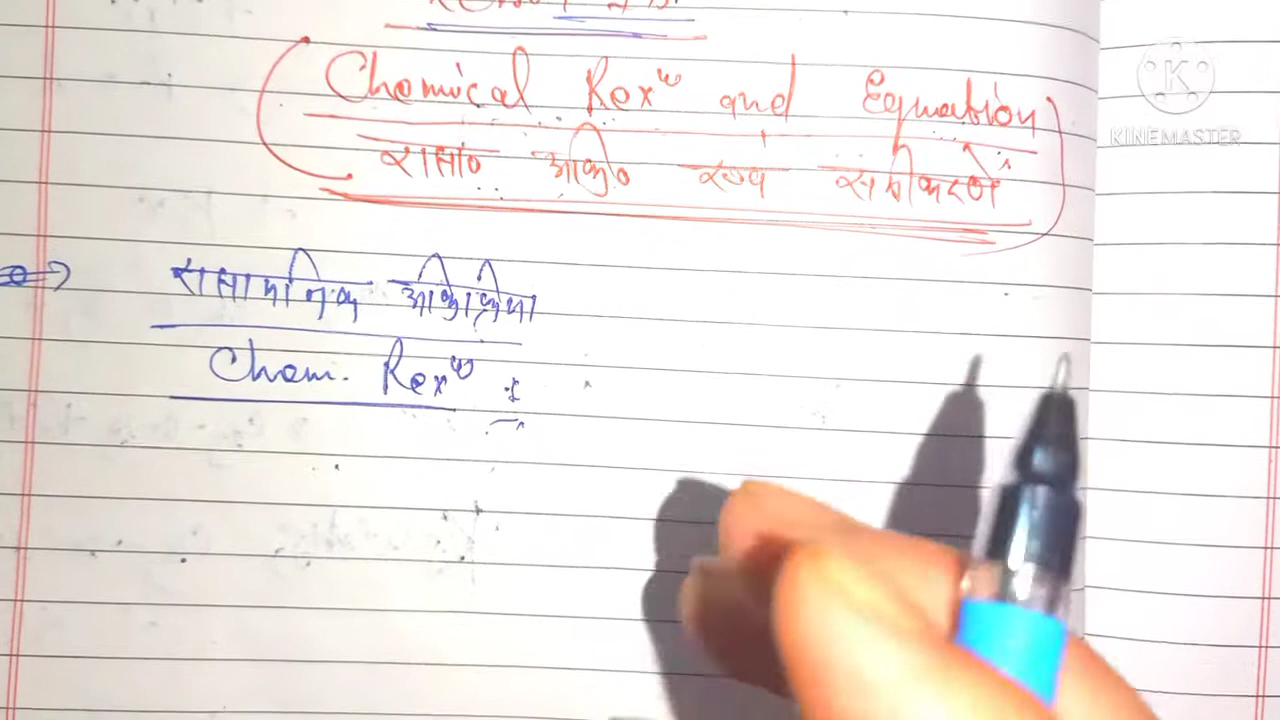 Chemical Rexⁿ and Equation
रासा० अभि० एवं समीकरणें
रासायनिक अभिक्रिया
Chem. Rexⁿ :
K
KINEMASTER